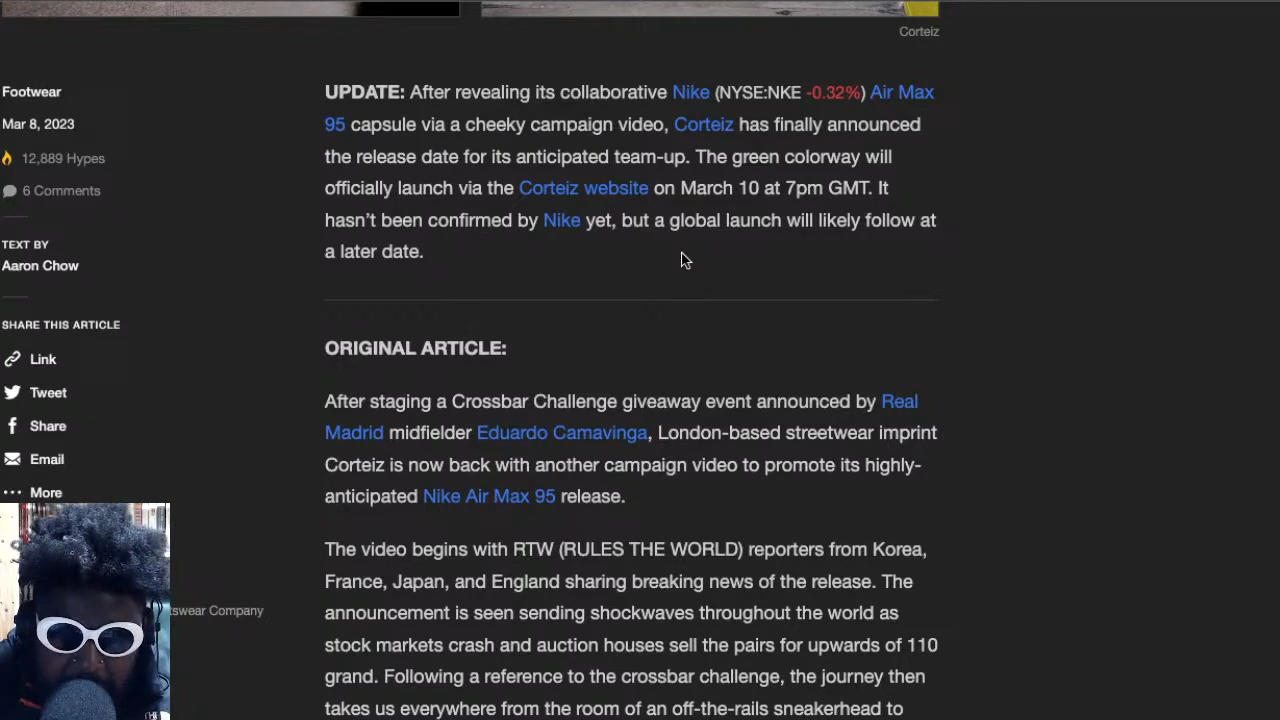 Corteiz
Footwear
Mar 8, 2023
12,889 Hypes
6 Comments
TEXT BY
Aaron Chow
SHARE THIS ARTICLE
Link
Tweet
Share
Email
More
tswear Company
UPDATE: After revealing its collaborative Nike (NYSE:NKE -0.32%) Air Max
95 capsule via a cheeky campaign video, Corteiz has finally announced
the release date for its anticipated team-up. The green colorway will
officially launch via the Corteiz website on March 10 at 7pm GMT. It
hasn’t been confirmed by Nike yet, but a global launch will likely follow at
a later date.
ORIGINAL ARTICLE:
After staging a Crossbar Challenge giveaway event announced by Real
Madrid midfielder Eduardo Camavinga, London-based streetwear imprint
Corteiz is now back with another campaign video to promote its highly-
anticipated Nike Air Max 95 release.
The video begins with RTW (RULES THE WORLD) reporters from Korea,
France, Japan, and England sharing breaking news of the release. The
announcement is seen sending shockwaves throughout the world as
stock markets crash and auction houses sell the pairs for upwards of 110
grand. Following a reference to the crossbar challenge, the journey then
takes us everywhere from the room of an off-the-rails sneakerhead to